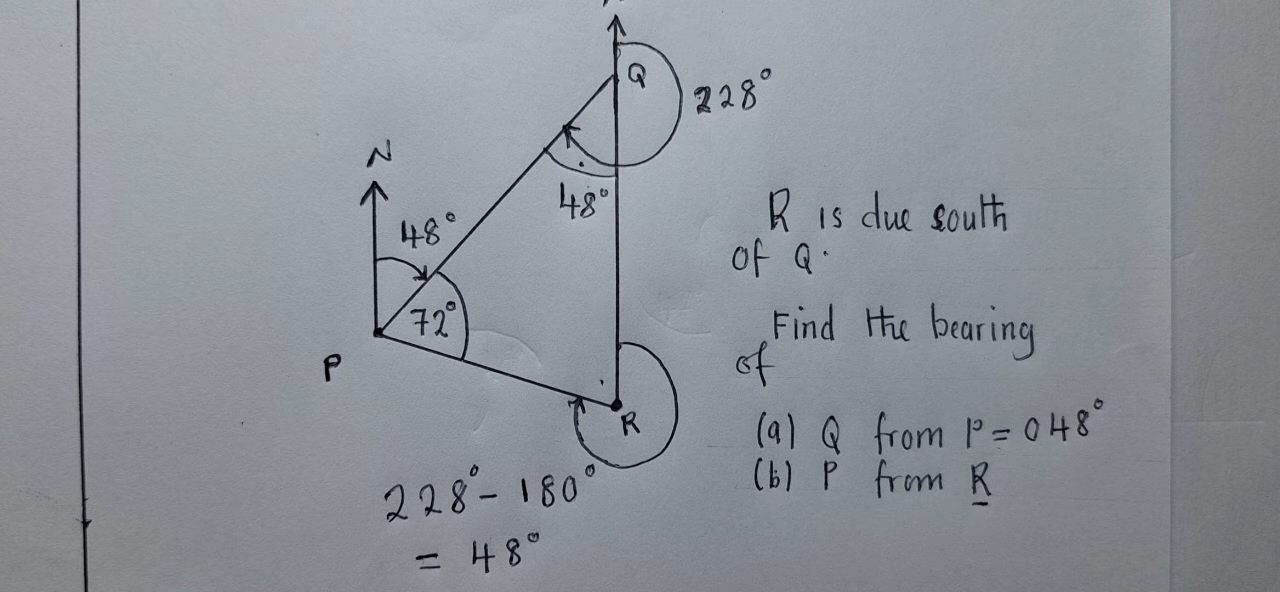 Q
228°
N
48°
48°
R is due south
of Q.
72°
P
Find the bearing
of
R
(a) Q from P = 048°
(b) P from R
228° - 180°
= 48°